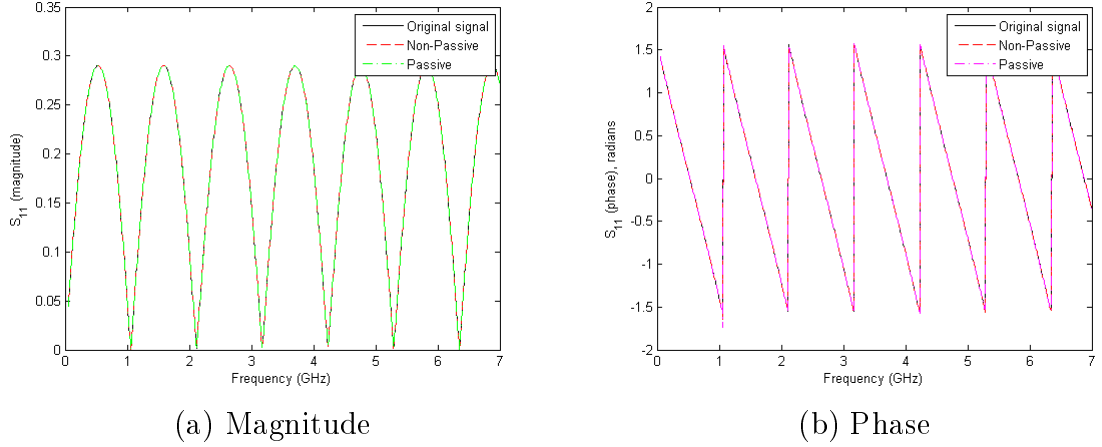 0.35
0.3
0.25
0.2
0.15
0.1
0.05
0
S11 (magnitude)
Original signal
Non-Passive
Passive
0 1 2 3 4 5 6 7
Frequency (GHz)
(a) Magnitude
2
1.5
1
0.5
0
-0.5
-1
-1.5
-2
S11 (phase), radians
Original signal
Non-Passive
Passive
0 1 2 3 4 5 6 7
Frequency (GHz)
(b) Phase